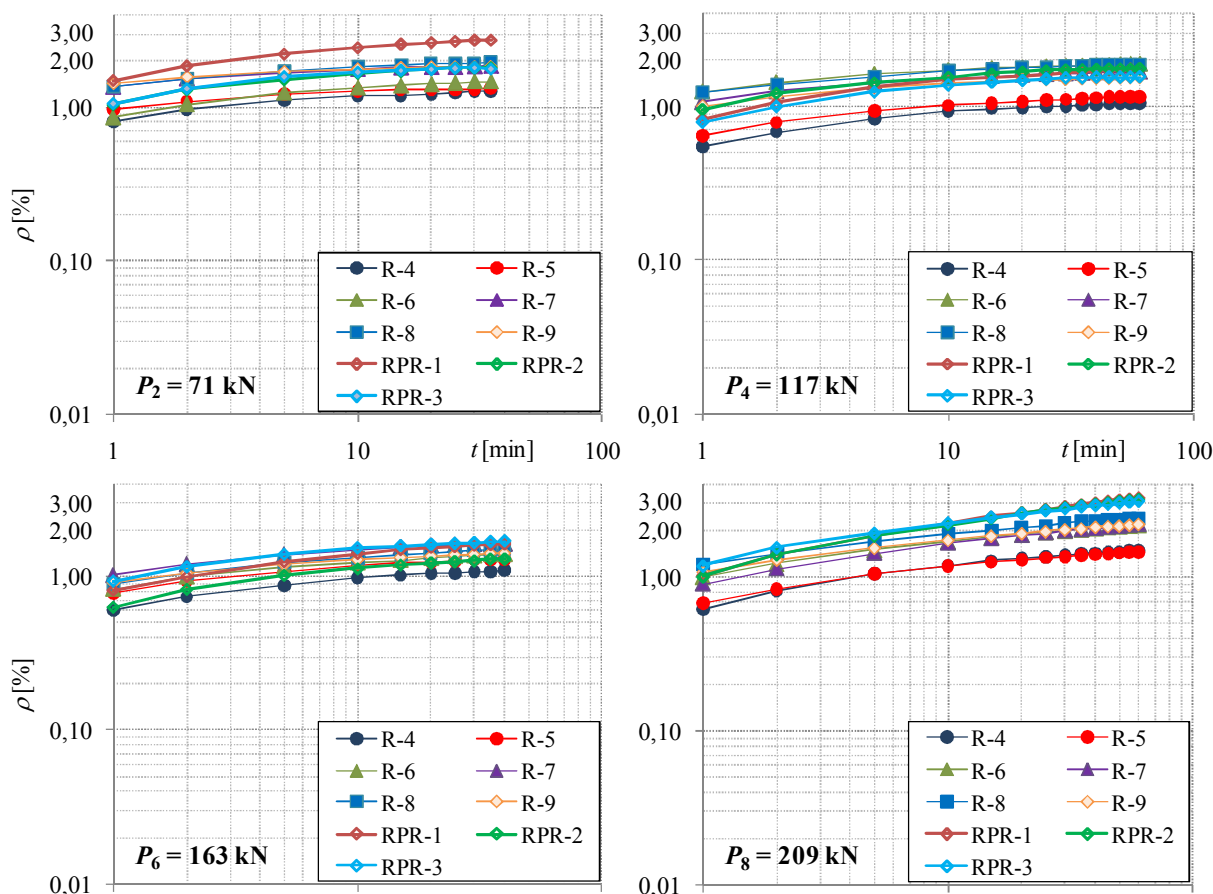 3,00
2,00
1,00
0,10
0,01
ρ [%]
R-4 R-5
R-6 R-7
R-8 R-9
RPR-1 RPR-2
RPR-3
P2 = 71 kN
1 10 t [min] 100
3,00
2,00
1,00
0,10
0,01
R-4 R-5
R-6 R-7
R-8 R-9
RPR-1 RPR-2
RPR-3
P4 = 117 kN
1 10 t [min] 100
3,00
2,00
1,00
0,10
0,01
ρ [%]
R-4 R-5
R-6 R-7
R-8 R-9
RPR-1 RPR-2
RPR-3
P6 = 163 kN
3,00
2,00
1,00
0,10
0,01
R-4 R-5
R-6 R-7
R-8 R-9
RPR-1 RPR-2
RPR-3
P8 = 209 kN